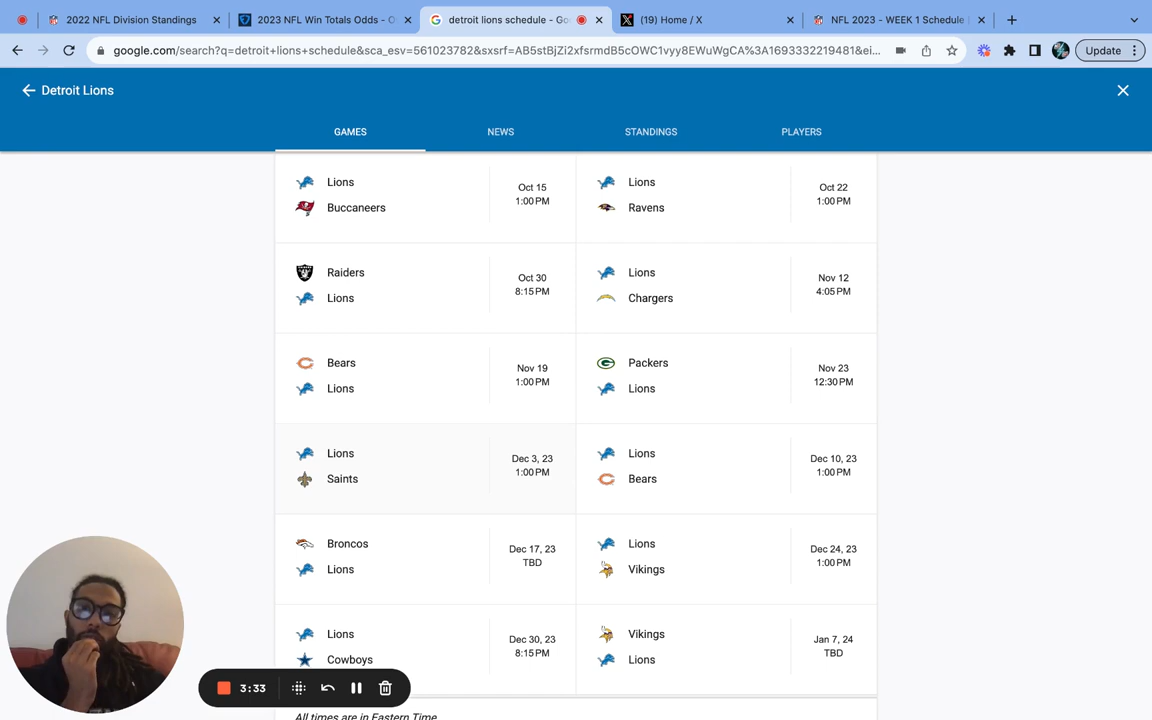 2022 NFL Division Standings
2023 NFL Win Totals Odds - O
detroit lions schedule - Goo
(19) Home / X
NFL 2023 - WEEK 1 Schedule
google.com/search?q=detroit+lions+schedule&sca_esv=561023782&sxsrf=AB5stBjZi2xfsrmdB5cOWC1vyy8EWuWgCA%3A1693332219481&ei...
Update
Detroit Lions
GAMES
NEWS
STANDINGS
PLAYERS
Lions
Buccaneers
Oct 15
1:00 PM
Lions
Ravens
Oct 22
1:00 PM
Raiders
Lions
Oct 30
8:15 PM
Lions
Chargers
Nov 12
4:05 PM
Bears
Lions
Nov 19
1:00 PM
Packers
Lions
Nov 23
12:30 PM
Lions
Saints
Dec 3, 23
1:00 PM
Lions
Bears
Dec 10, 23
1:00 PM
Broncos
Lions
Dec 17, 23
TBD
Lions
Vikings
Dec 24, 23
1:00 PM
Lions
Cowboys
Dec 30, 23
8:15 PM
Vikings
Lions
Jan 7, 24
TBD
3:33
All times are in Eastern Time